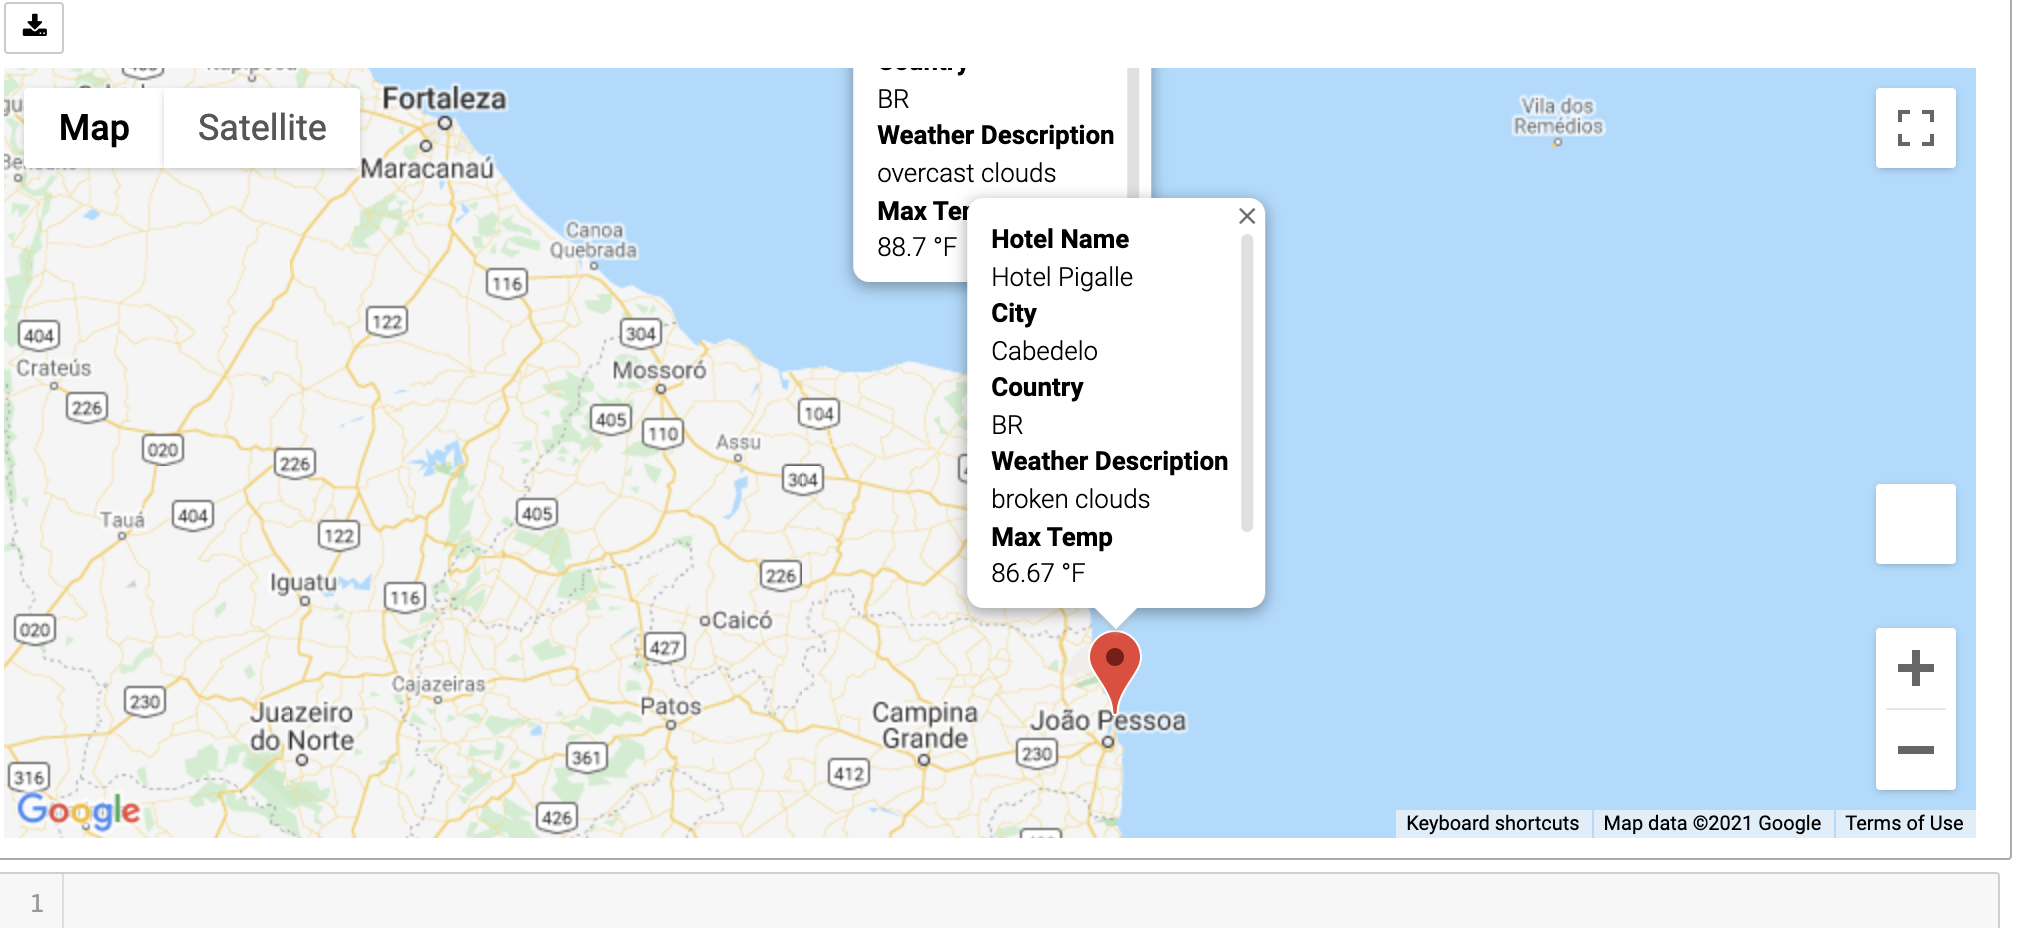 Map
Satellite
Fortaleza
Maracanaú
Canoa
Quebrada
Vila dos
Remédios
Country
BR
Weather Description
overcast clouds
Max Te
88.7 °F
Hotel Name
Hotel Pigalle
City
Cabedelo
Country
BR
Weather Description
broken clouds
Max Temp
86.67 °F
116
122
404
304
Crateús
Mossoró
226
405
110
104
Assu
020
226
304
Tauá
404
405
122
Iguatu
116
226
020
Caicó
427
Cajazeiras
230
Patos
Juazeiro
do Norte
Campina
Grande
João Pessoa
230
361
412
316
Google
426
Keyboard shortcuts
Map data ©2021 Google
Terms of Use
1